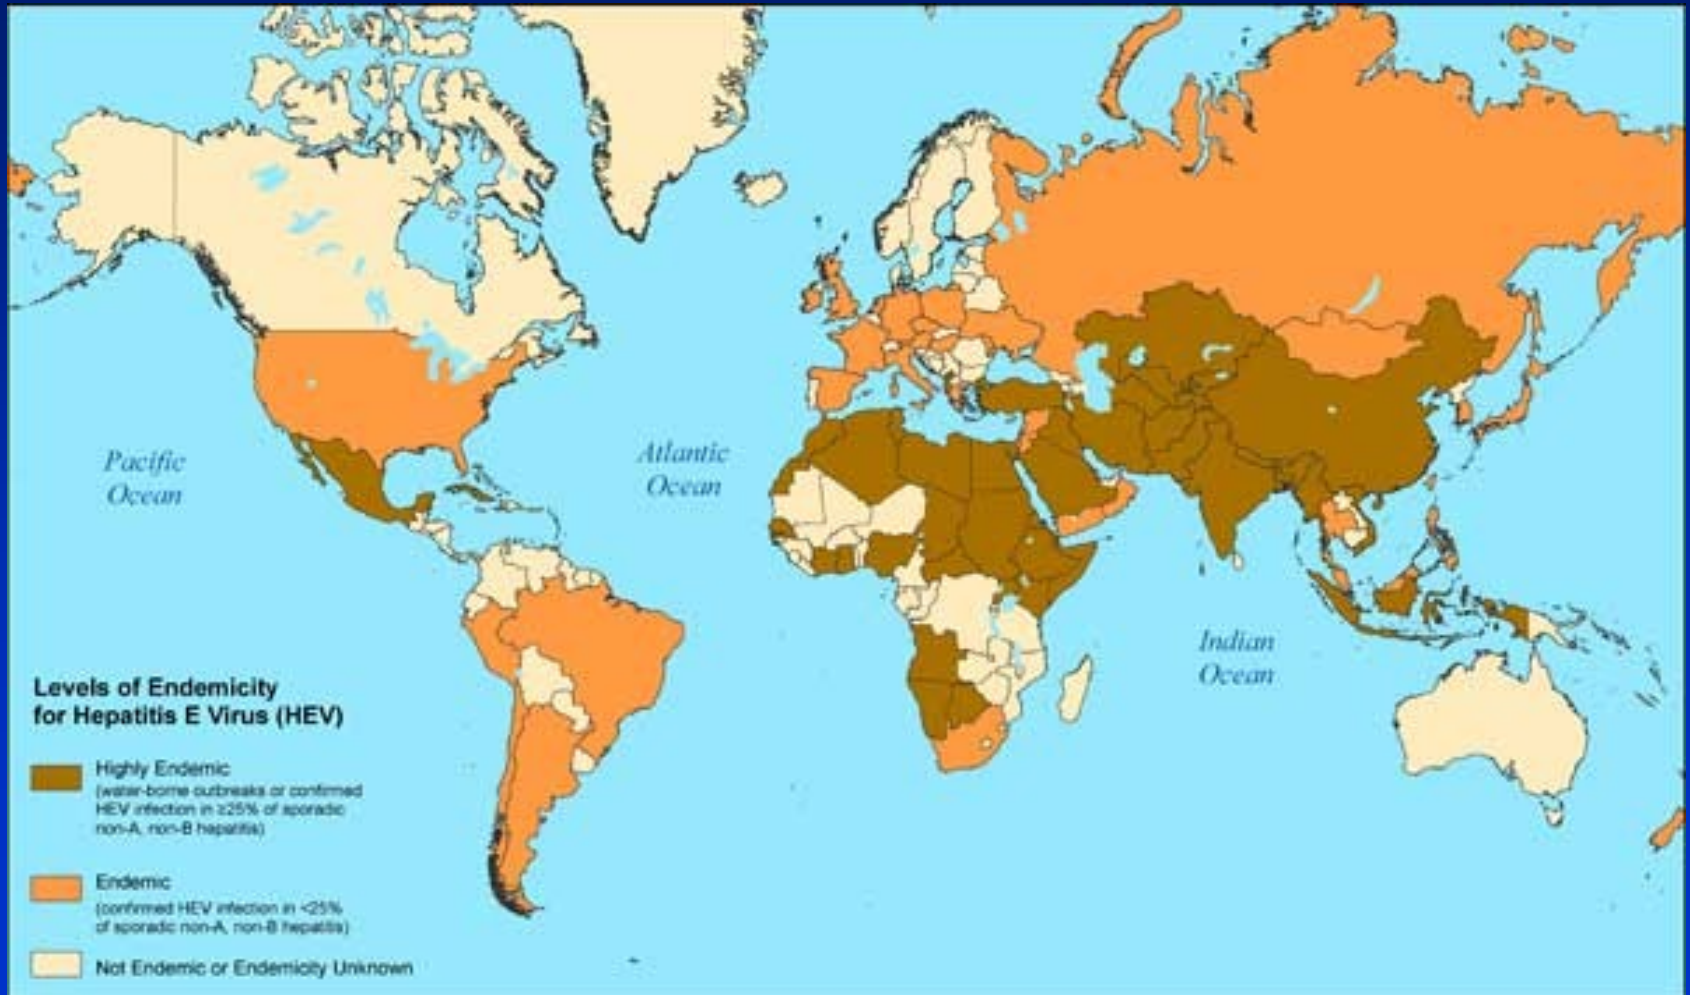 Pacific
Ocean
Atlantic
Ocean
Indian
Ocean
Levels of Endemicity
for Hepatitis E Virus (HEV)
Highly Endemic
(water-borne outbreaks or confirmed
HEV infection in ≥25% of sporadic
non-A, non-B hepatitis)
Endemic
(confirmed HEV infection in <25%
of sporadic non-A, non-B hepatitis)
Not Endemic or Endemicity Unknown